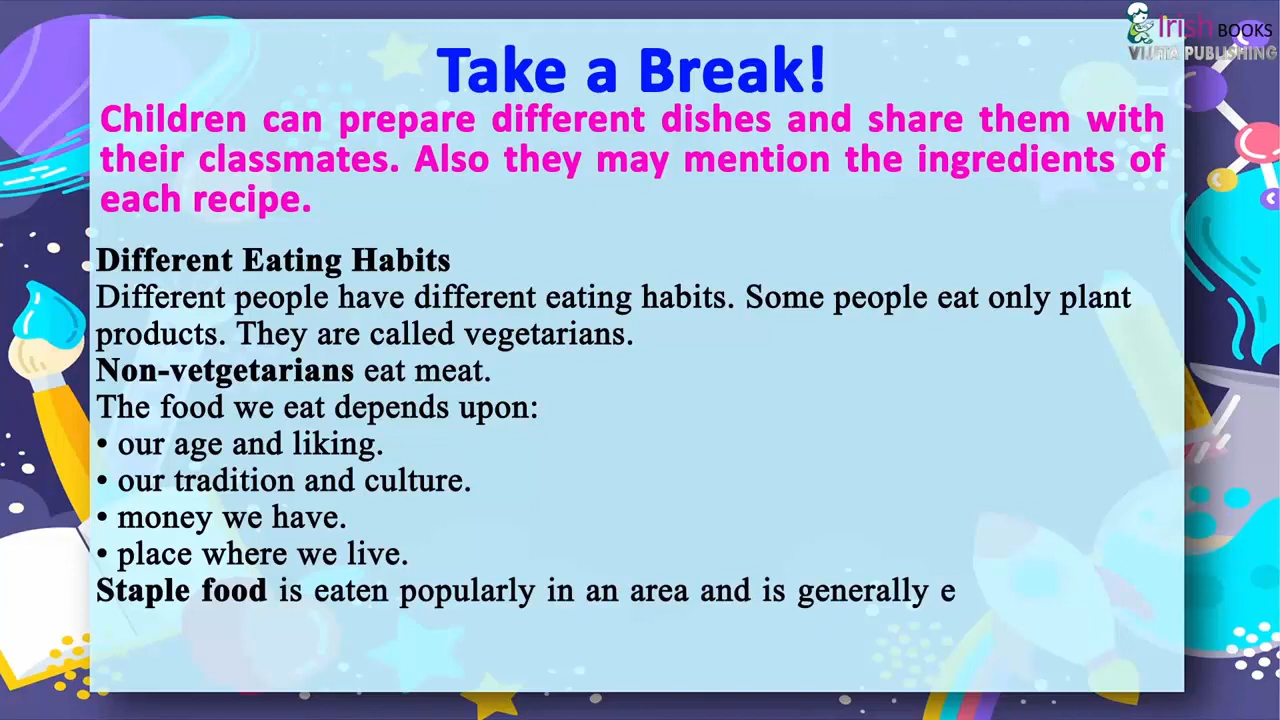 Irish BOOKS
VIJETA PUBLISHING
Take a Break!
Children can prepare different dishes and share them with
their classmates. Also they may mention the ingredients of
each recipe.
Different Eating Habits
Different people have different eating habits. Some people eat only plant
products. They are called vegetarians.
Non-vetgetarians eat meat.
The food we eat depends upon:
• our age and liking.
• our tradition and culture.
• money we have.
• place where we live.
Staple food is eaten popularly in an area and is generally e